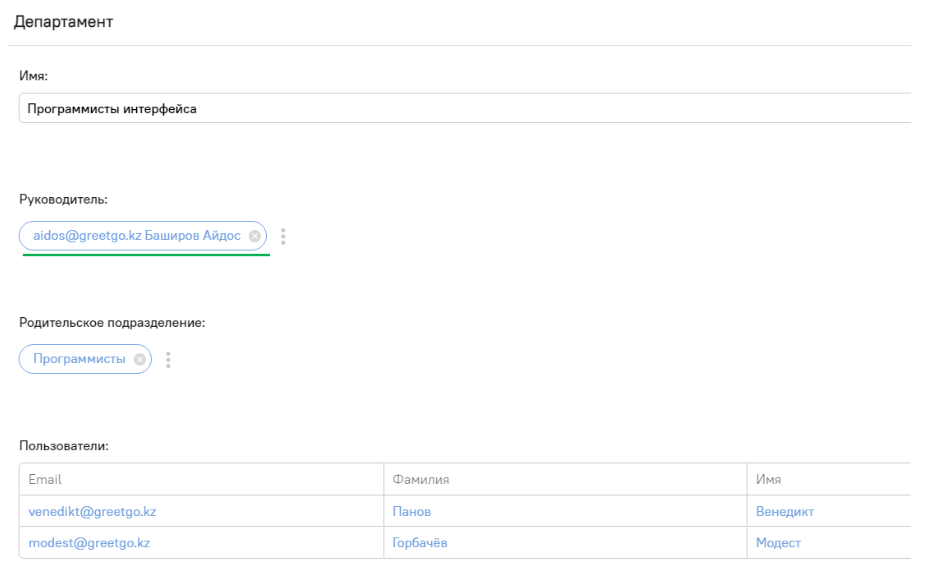 Департамент
Имя:
Программисты интерфейса
Руководитель:
aidos@greetgo.kz Баширов Айдос
Родительское подразделение:
Программисты
Пользователи:
Email Фамилия Имя
venedikt@greetgo.kz Панов Венедикт
modest@greetgo.kz Горбачёв Модест